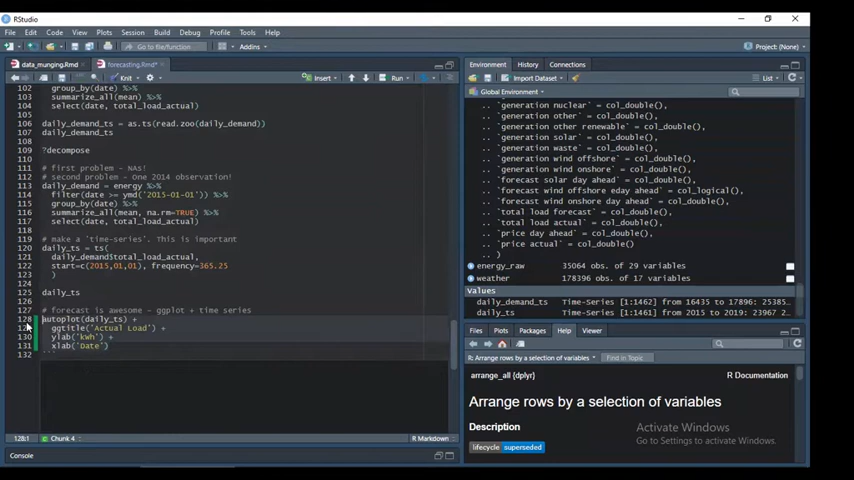 RStudio
File Edit Code View Plots Session Build Debug Profile Tools Help
Go to file/function
Addins
Project: (None)
data_munging.Rmd
forecasting.Rmd*
Knit
Insert
Run
102 group_by(date) %>%
103 summarize_all(mean) %>%
104 select(date, total_load_actual)
105
106 daily_demand_ts = as.ts(read.zoo(daily_demand))
107 daily_demand_ts
108
109 ?decompose
110
111 # first problem - NAs!
112 # second problem - One 2014 observation!
113 daily_demand = energy %>%
114 filter(date >= ymd('2015-01-01')) %>%
115 group_by(date) %>%
116 summarize_all(mean, na.rm=TRUE) %>%
117 select(date, total_load_actual)
118
119 # make a 'time-series'. This is important
120 daily_ts = ts(
121 daily_demand$total_load_actual,
122 start=c(2015,01,01), frequency=365.25
123 )
124
125 daily_ts
126
127 # forecast is awesome - ggplot + time series
128 autoplot(daily_ts) +
129 ggtitle('Actual Load') +
130 ylab('kWh') +
131 xlab('Date')
132 ```
128:1 Chunk 4 R Markdown
Console
Environment History Connections
Import Dataset
List
Global Environment
.. `generation nuclear` = col_double(),
.. `generation other` = col_double(),
.. `generation other renewable` = col_double(),
.. `generation solar` = col_double(),
.. `generation waste` = col_double(),
.. `generation wind offshore` = col_double(),
.. `generation wind onshore` = col_double(),
.. `forecast solar day ahead` = col_double(),
.. `forecast wind offshore eday ahead` = col_logical(),
.. `forecast wind onshore day ahead` = col_double(),
.. `total load forecast` = col_double(),
.. `total load actual` = col_double(),
.. `price day ahead` = col_double(),
.. `price actual` = col_double()
.. )
energy_raw 35064 obs. of 29 variables
weather 178396 obs. of 17 variables
Values
daily_demand_ts Time-Series [1:1462] from 16435 to 17896: 25385…
daily_ts Time-Series [1:1461] from 2015 to 2019: 23967 2…
Files Plots Packages Help Viewer
R: Arrange rows by a selection of variables
Find in Topic
arrange_all {dplyr}
R Documentation
Arrange rows by a selection of variables
Description
lifecycle superseded
Activate Windows
Go to Settings to activate Windows.